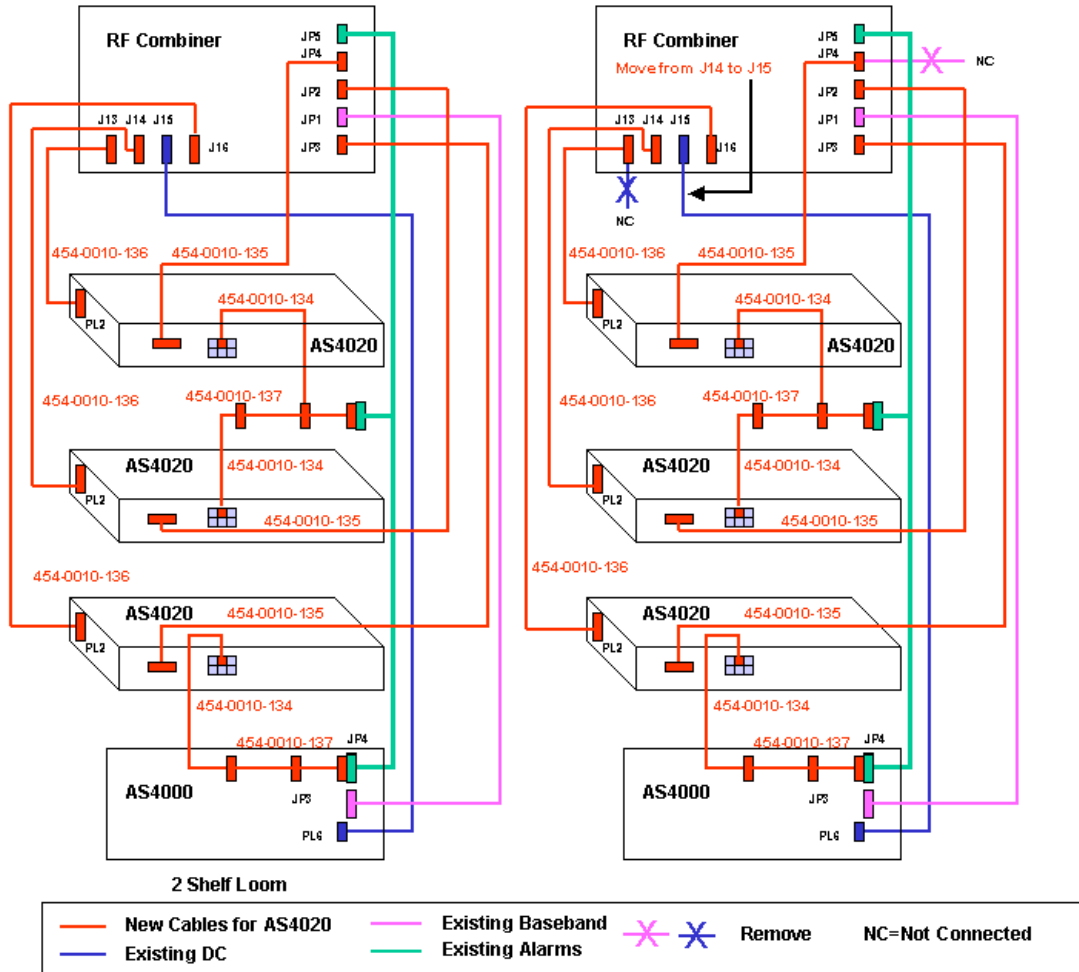 RF Combiner
JP5
JP4
JP2
JP1
JP3
J13
J14
J15
J16
454-0010-136
454-0010-135
454-0010-134
PL2
AS4020
454-0010-136
454-0010-137
AS4020
454-0010-134
PL2
454-0010-135
454-0010-136
AS4020
454-0010-135
PL2
454-0010-134
454-0010-137
JP4
AS4000
JP3
PL6
2 Shelf Loom
RF Combiner
Move from J14 to J15
JP5
JP4
NC
JP2
JP1
JP3
J13
J14
J15
J16
NC
454-0010-136
454-0010-135
454-0010-134
PL2
AS4020
454-0010-136
454-0010-137
AS4020
454-0010-134
PL2
454-0010-135
454-0010-136
AS4020
454-0010-135
PL2
454-0010-134
454-0010-137
JP4
AS4000
JP3
PL6
New Cables for AS4020
Existing Baseband
Remove
NC=Not Connected
Existing DC
Existing Alarms